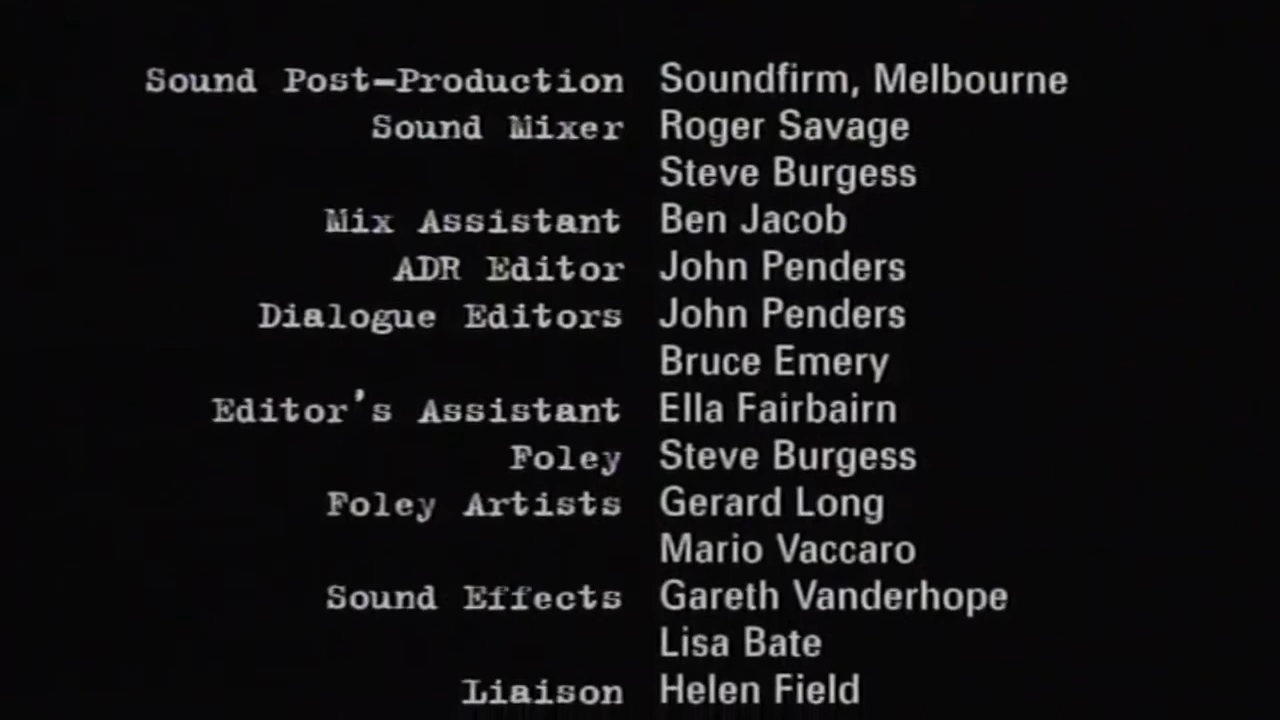 Sound Post-Production Soundfirm, Melbourne
Sound Mixer Roger Savage
Steve Burgess
Mix Assistant Ben Jacob
ADR Editor John Penders
Dialogue Editors John Penders
Bruce Emery
Editor's Assistant Ella Fairbairn
Foley Steve Burgess
Foley Artists Gerard Long
Mario Vaccaro
Sound Effects Gareth Vanderhope
Lisa Bate
Liaison Helen Field